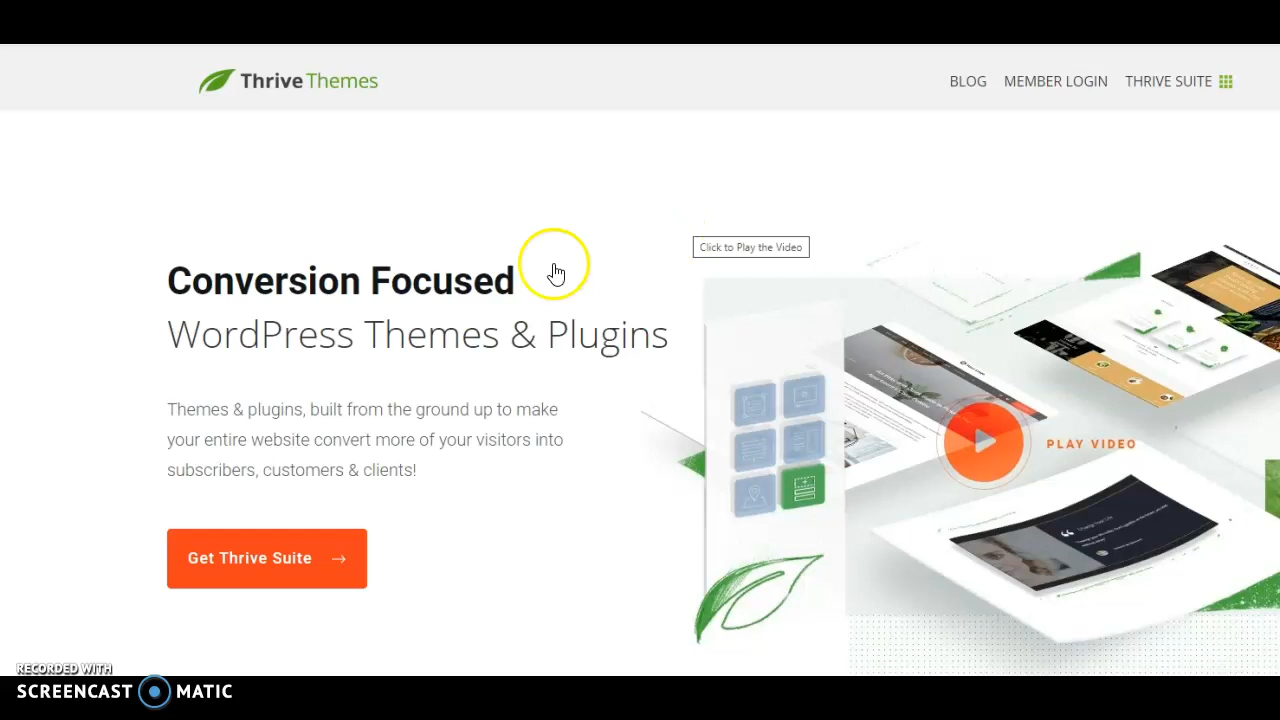 Thrive Themes
BLOG MEMBER LOGIN THRIVE SUITE
Click to Play the Video
Conversion Focused
WordPress Themes & Plugins
Themes & plugins, built from the ground up to make
your entire website convert more of your visitors into
subscribers, customers & clients!
PLAY VIDEO
Get Thrive Suite →
RECORDED WITH
SCREENCAST MATIC